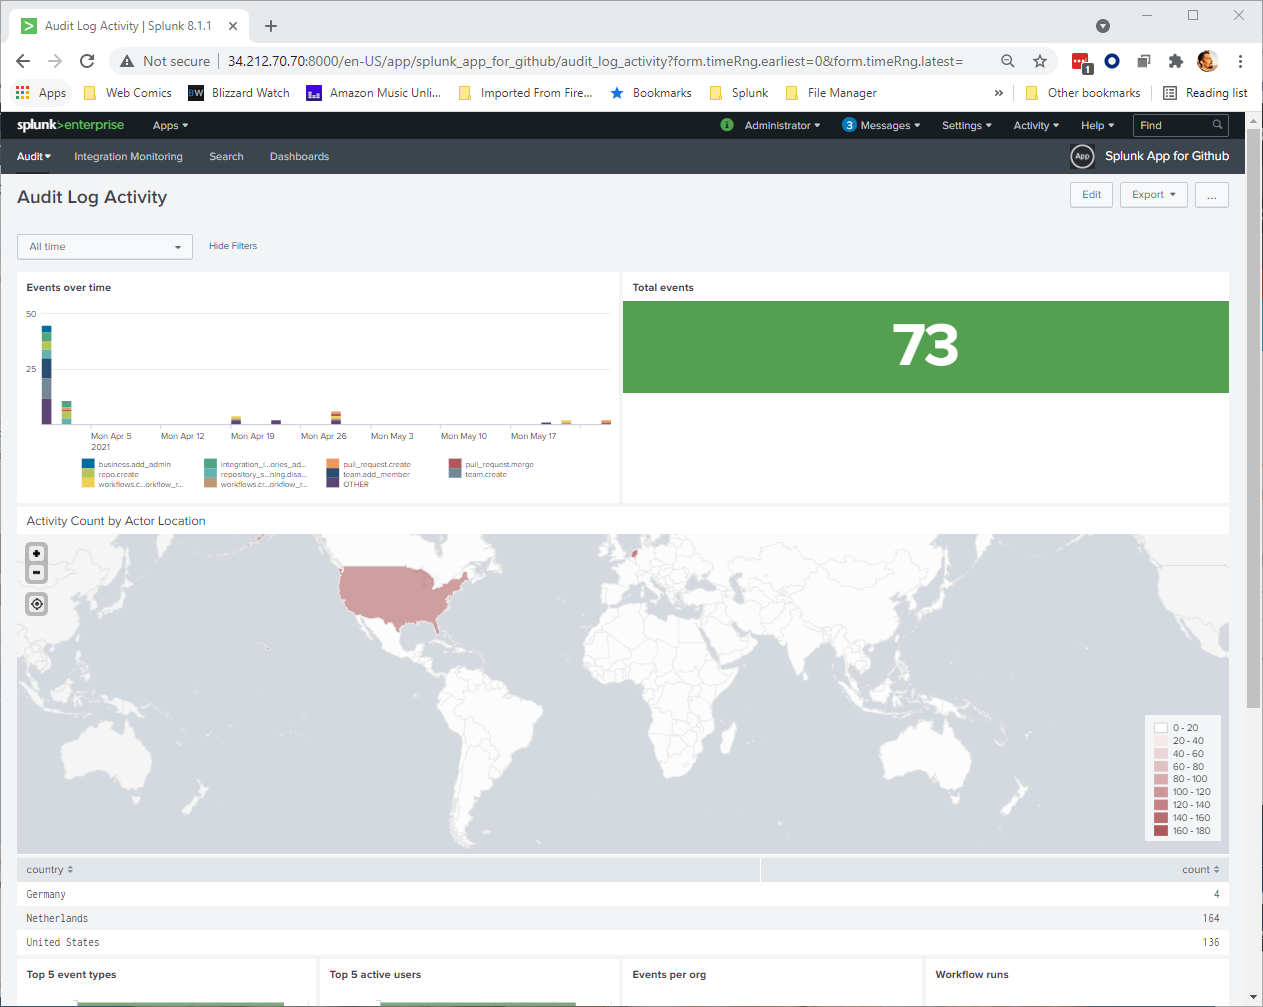 Audit Log Activity | Splunk 8.1.1
Not secure | 34.212.70.70:8000/en-US/app/splunk_app_for_github/audit_log_activity?form.timeRng.earliest=0&form.timeRng.latest=
1
Apps Web Comics BW Blizzard Watch Amazon Music Unli... Imported From Fire... Bookmarks Splunk File Manager » Other bookmarks Reading list
splunk>enterprise Apps i Administrator 3 Messages Settings Activity Help Find
Audit Integration Monitoring Search Dashboards App Splunk App for Github
Audit Log Activity Edit Export ...
All time Hide Filters
Events over time
50
25
Mon Apr 5 Mon Apr 12 Mon Apr 19 Mon Apr 26 Mon May 3 Mon May 10 Mon May 17
2021
business.add_admin integration_i...ories_ad... pull_request.create pull_request.merge
repo.create repository_s...ning.disa... team.add_member team.create
workflows.c...orkflow_r... workflows.cr...orkflow_r... OTHER
Total events
73
Activity Count by Actor Location
+
-
0 - 20
20 - 40
40 - 60
60 - 80
80 - 100
100 - 120
120 - 140
140 - 160
160 - 180
country count
Germany 4
Netherlands 164
United States 136
Top 5 event types Top 5 active users Events per org Workflow runs